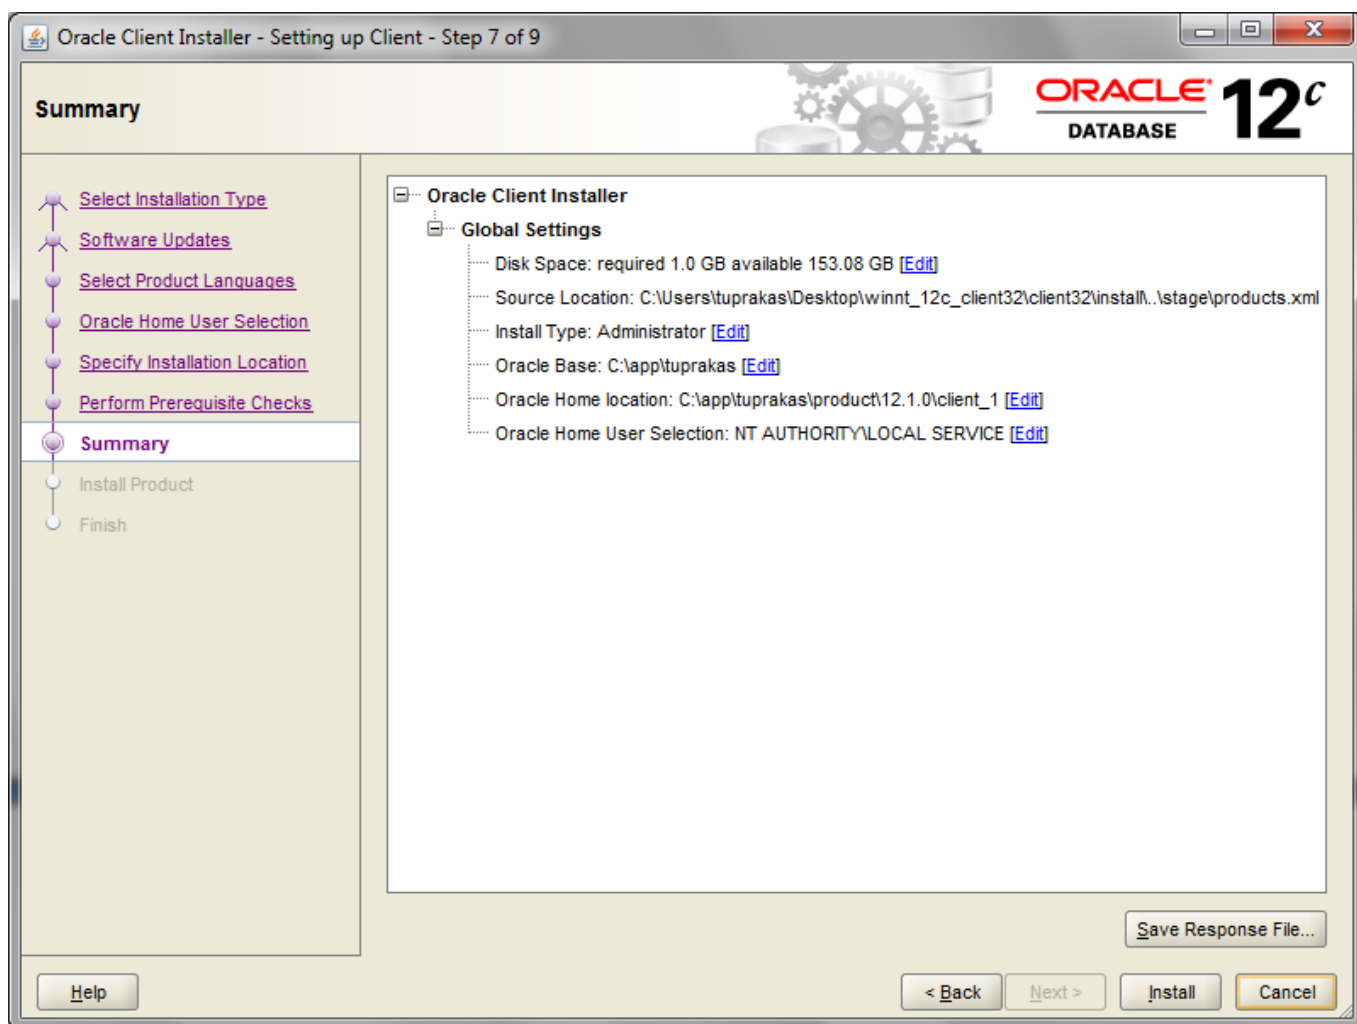 Oracle Client Installer - Setting up Client - Step 7 of 9
Summary
ORACLE
DATABASE
12c
Select Installation Type
Software Updates
Select Product Languages
Oracle Home User Selection
Specify Installation Location
Perform Prerequisite Checks
Summary
Install Product
Finish
Oracle Client Installer
Global Settings
Disk Space: required 1.0 GB available 153.08 GB [Edit]
Source Location: C:\Users\tuprakas\Desktop\winnt_12c_client32\client32\install\..\stage\products.xml
Install Type: Administrator [Edit]
Oracle Base: C:\app\tuprakas [Edit]
Oracle Home location: C:\app\tuprakas\product\12.1.0\client_1 [Edit]
Oracle Home User Selection: NT AUTHORITY\LOCAL SERVICE [Edit]
Save Response File...
Help
< Back
Next >
Install
Cancel